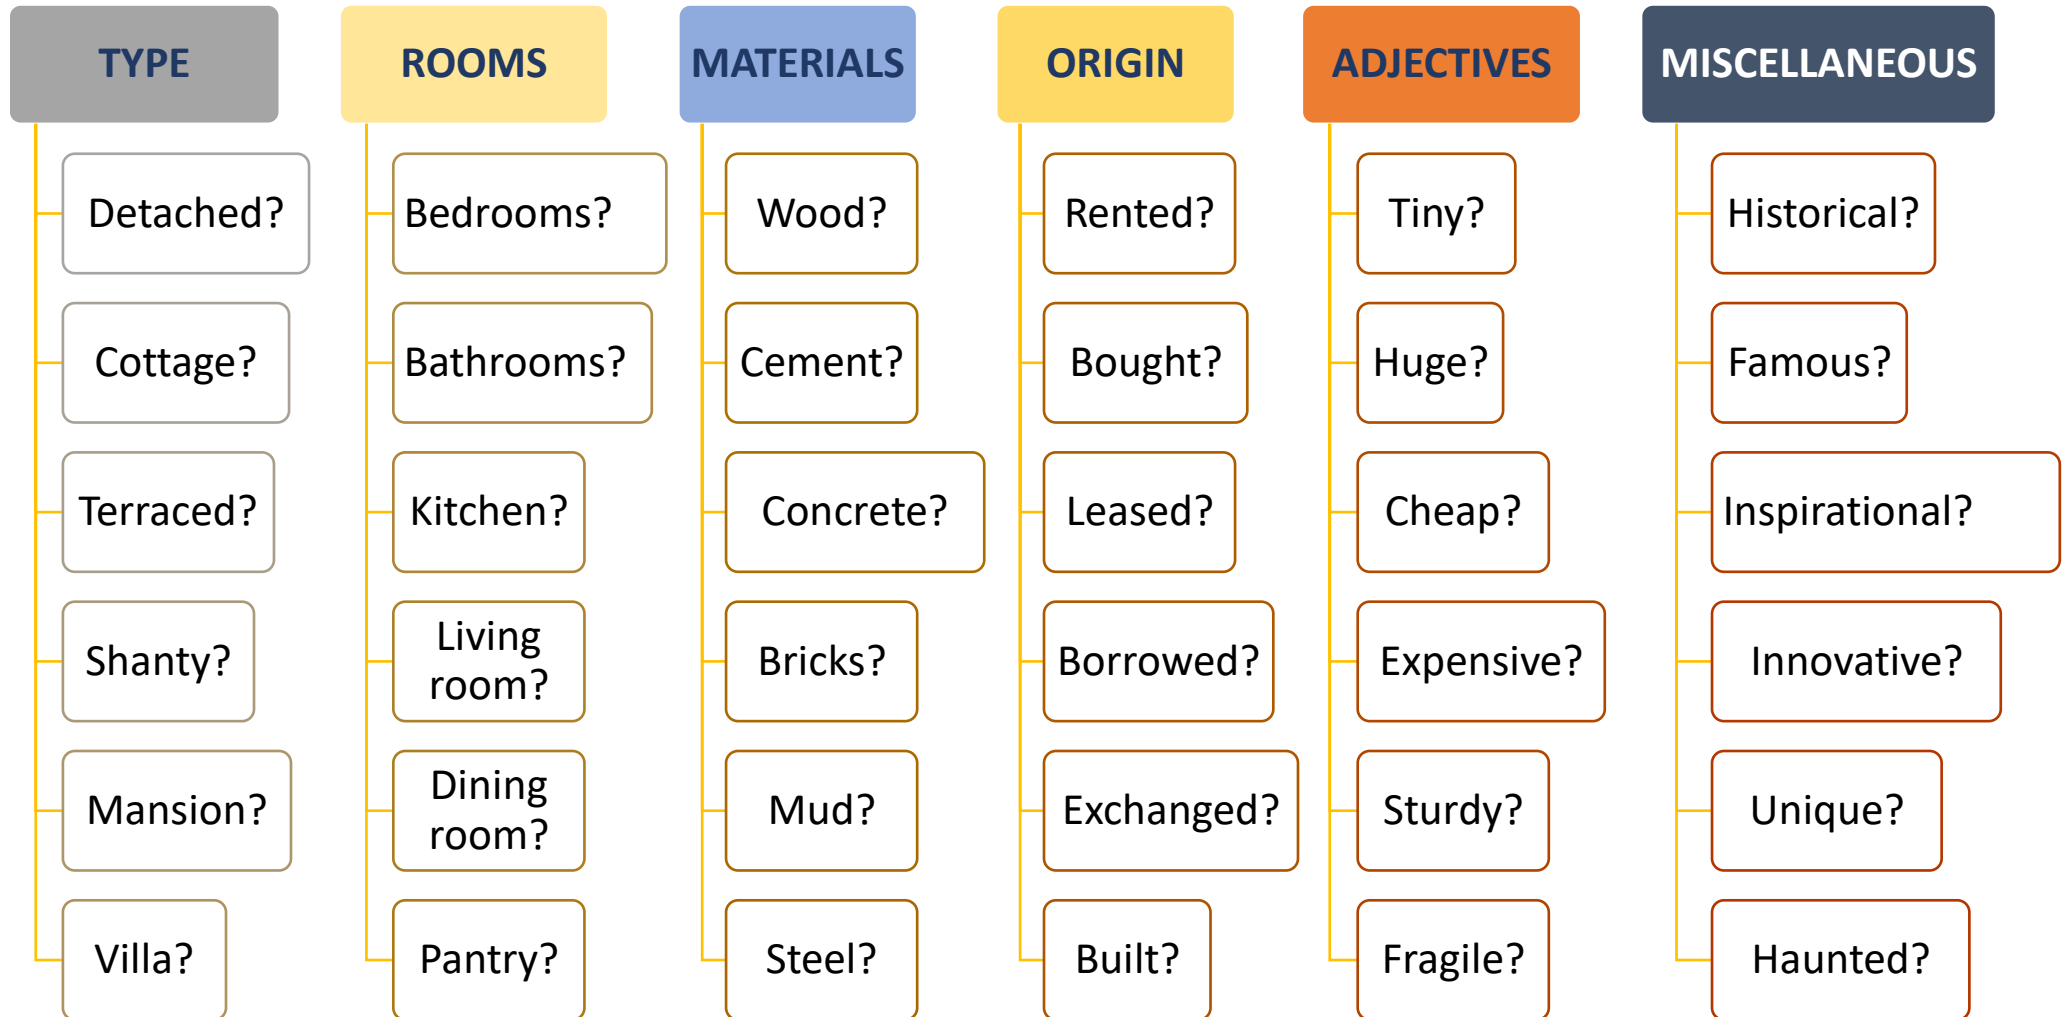 TYPE
Detached?
Cottage?
Terraced?
Shanty?
Mansion?
Villa?
ROOMS
Bedrooms?
Bathrooms?
Kitchen?
Living
room?
Dining
room?
Pantry?
MATERIALS
Wood?
Cement?
Concrete?
Bricks?
Mud?
Steel?
ORIGIN
Rented?
Bought?
Leased?
Borrowed?
Exchanged?
Built?
ADJECTIVES
Tiny?
Huge?
Cheap?
Expensive?
Sturdy?
Fragile?
MISCELLANEOUS
Historical?
Famous?
Inspirational?
Innovative?
Unique?
Haunted?